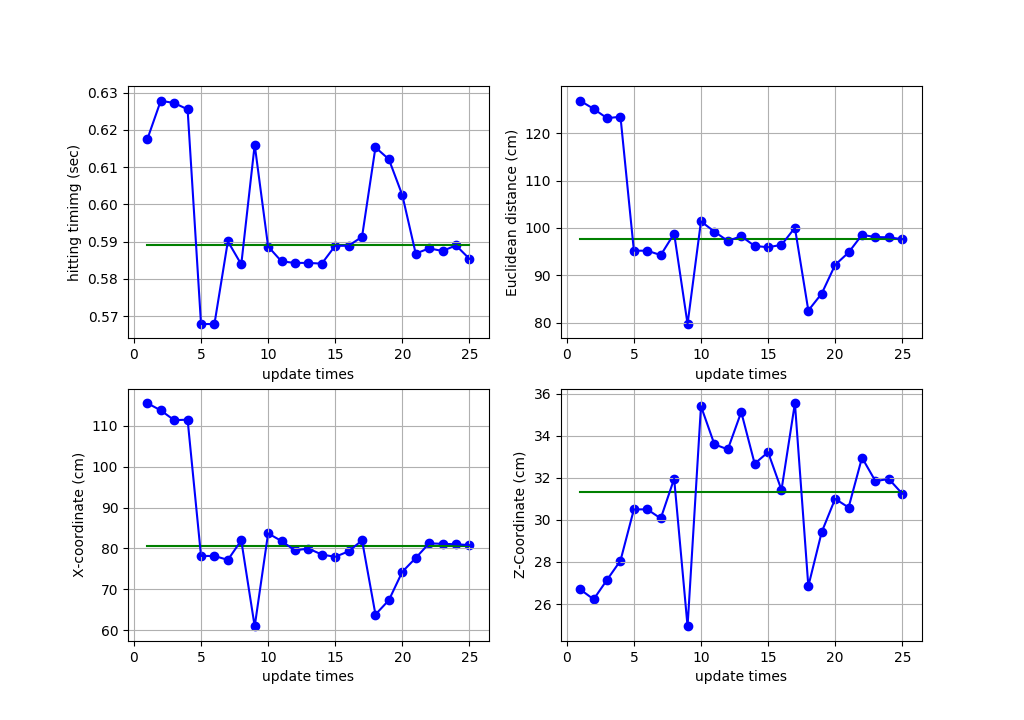 0.63
0.62
0.61
0.60
0.59
0.58
0.57
hitting timimg (sec)
0 5 10 15 20 25
update times
120
110
100
90
80
Euclidean distance (cm)
0 5 10 15 20 25
update times
110
100
90
80
70
60
X-coordinate (cm)
0 5 10 15 20 25
update times
36
34
32
30
28
26
Z-Coordinate (cm)
0 5 10 15 20 25
update times